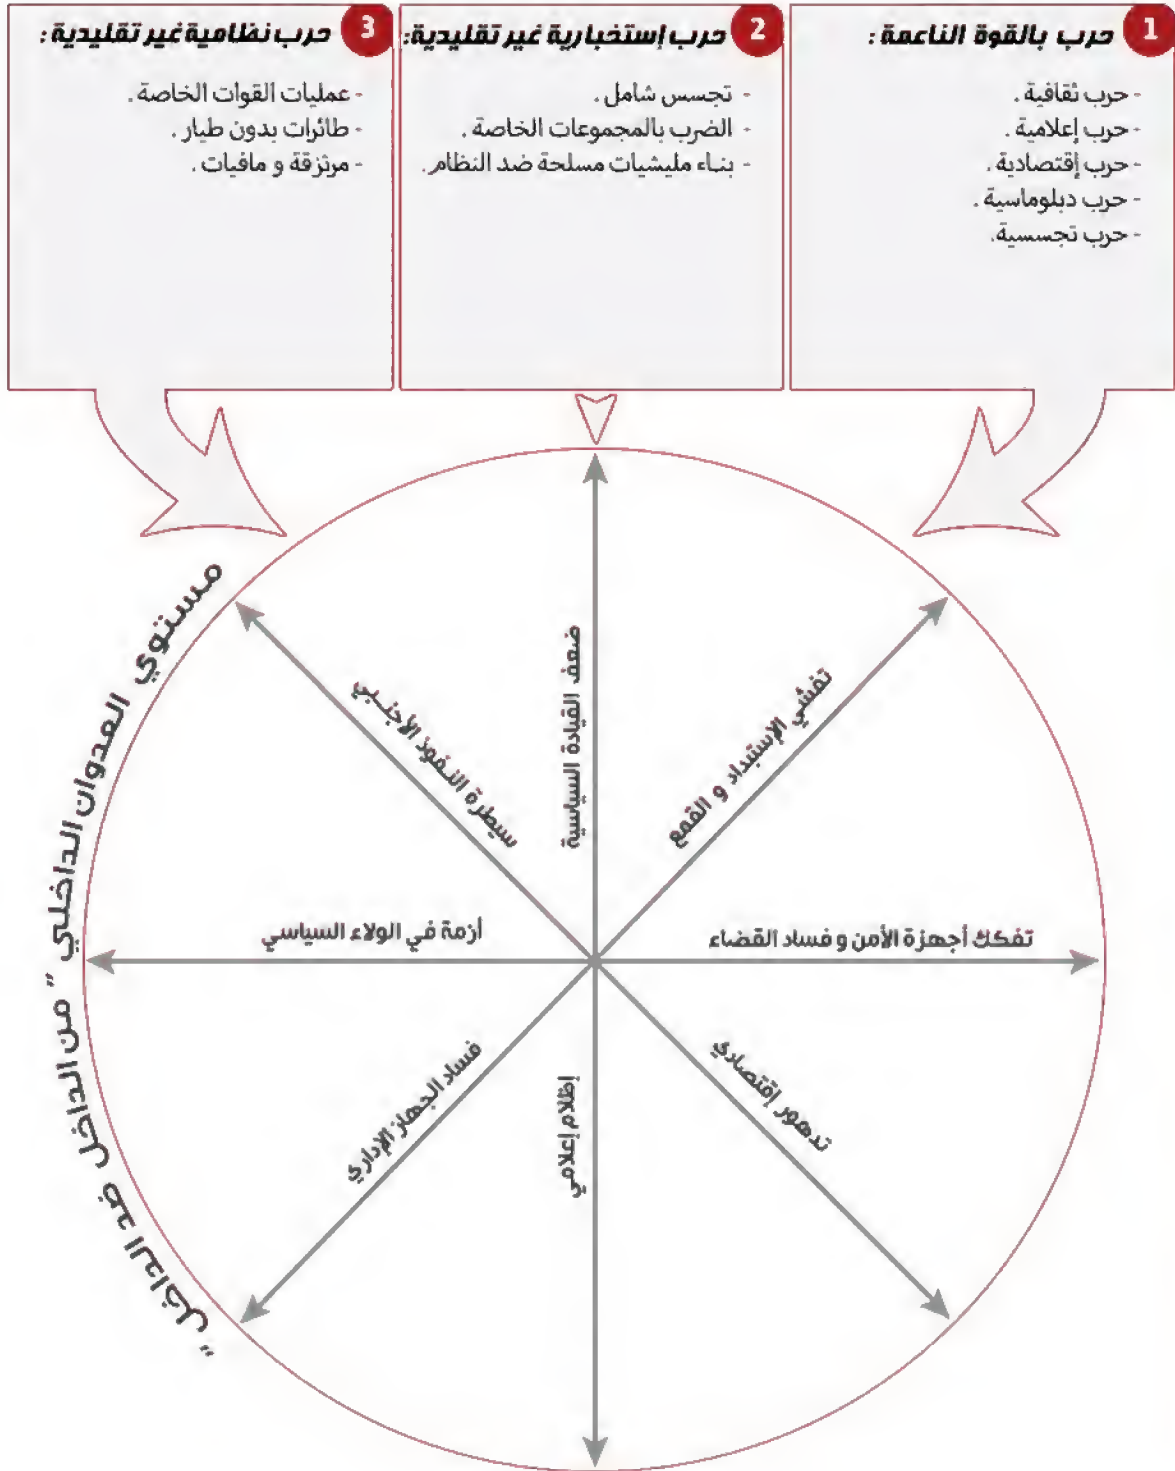 1 حرب بالقوة الناعمة :
- حرب ثقافية .
- حرب إعلامية .
- حرب إقتصادية .
- حرب دبلوماسية .
- حرب تجسسية.
2 حرب إستخبارية غير تقليدية:
- تجسس شامل .
- الضرب بالمجموعات الخاصة .
- بناء مليشيات مسلحة ضد النظام.
3 حرب نظامية غير تقليدية :
- عمليات القوات الخاصة .
- طائرات بدون طيار .
- مرتزقة و مافيات .
تفشي الإستبداد و القمع
ضعف القيادة السياسية
سيطرة النفوذ الأجنبي
تفكك أجهزة الأمن و فساد القضاء
أزمة في الولاء السياسي
تدهور إقتصادي
إظلام إعلامي
فساد الجهاز الإداري
مستوي العدوان الداخلي " من الداخل ضد الداخل "